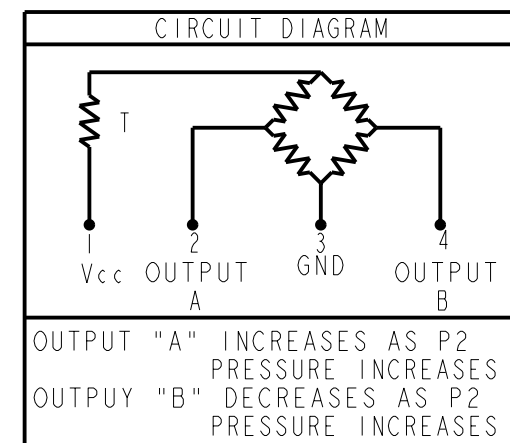 CIRCUIT DIAGRAM
T
1 2 3 4
Vcc OUTPUT A GND OUTPUT B
OUTPUT "A" INCREASES AS P2
PRESSURE INCREASES
OUTPUY "B" DECREASES AS P2
PRESSURE INCREASES